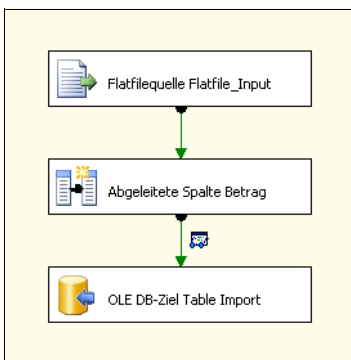 Flatfilequelle Flatfile_Input
Abgeleitete Spalte Betrag
OLE DB-Ziel Table Import